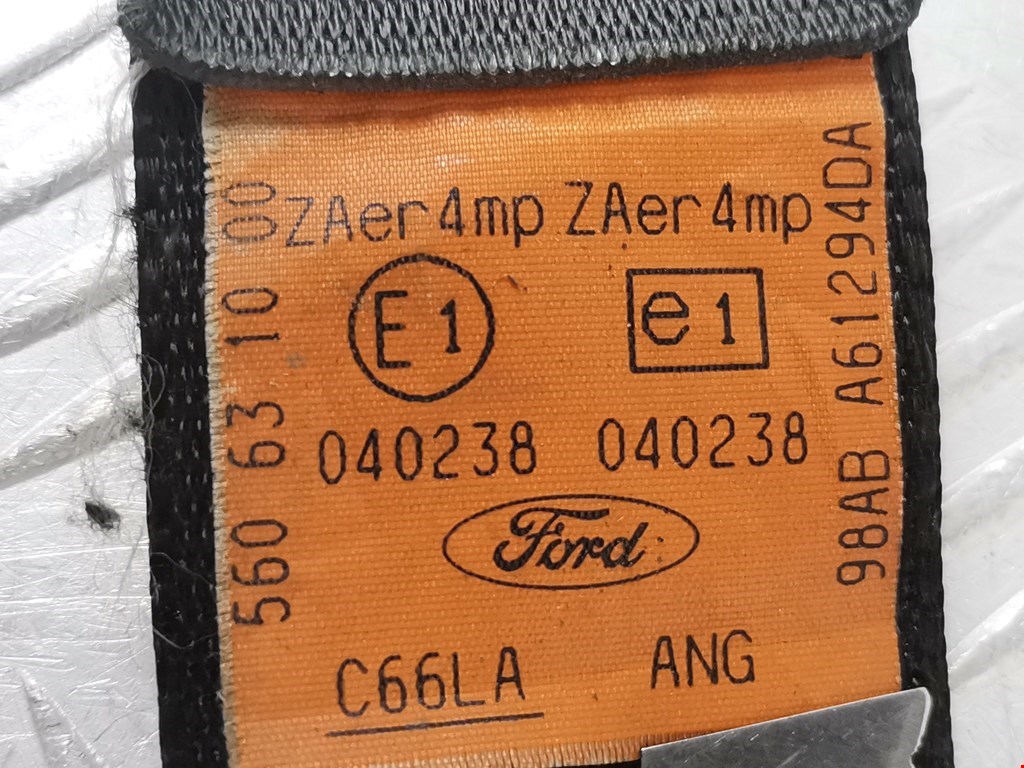 ZAer4mp ZAer4mp
E1 e1
040238 040238
Ford
C66LA ANG
560 63 10 00
98AB A61294DA